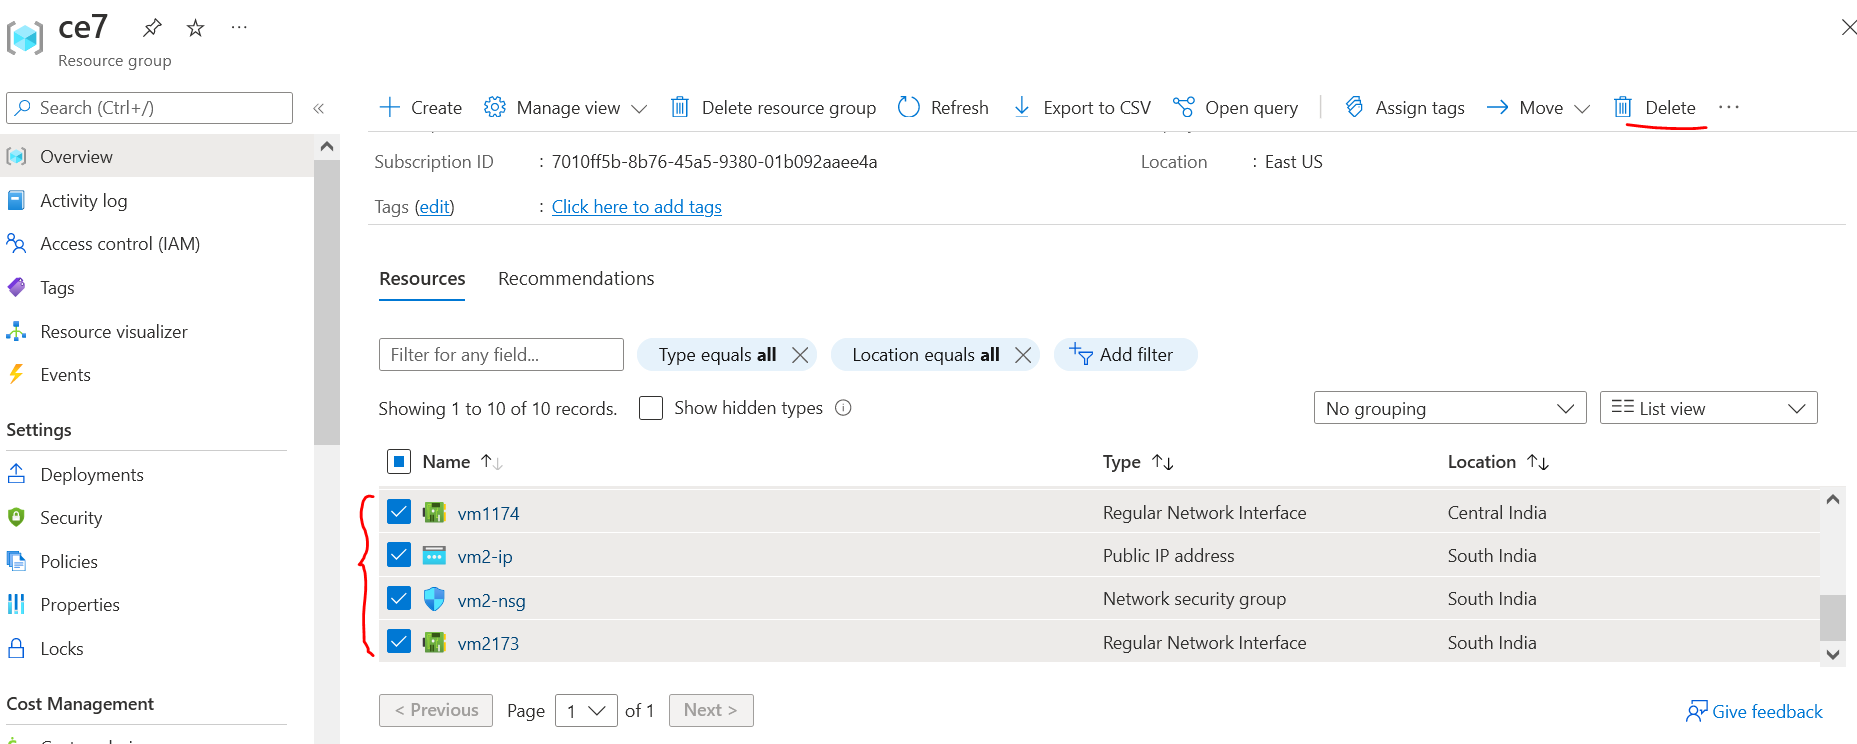 ce7
Resource group
Search (Ctrl+/)
Create Manage view Delete resource group Refresh Export to CSV Open query Assign tags Move Delete
Overview
Activity log
Access control (IAM)
Tags
Resource visualizer
Events
Settings
Deployments
Security
Policies
Properties
Locks
Cost Management
Subscription ID : 7010ff5b-8b76-45a5-9380-01b092aaee4a
Location : East US
Tags (edit) : Click here to add tags
Resources Recommendations
Filter for any field... Type equals all Location equals all Add filter
Showing 1 to 10 of 10 records. Show hidden types No grouping List view
Name Type Location
vm1174 Regular Network Interface Central India
vm2-ip Public IP address South India
vm2-nsg Network security group South India
vm2173 Regular Network Interface South India
< Previous Page 1 of 1 Next >
Give feedback